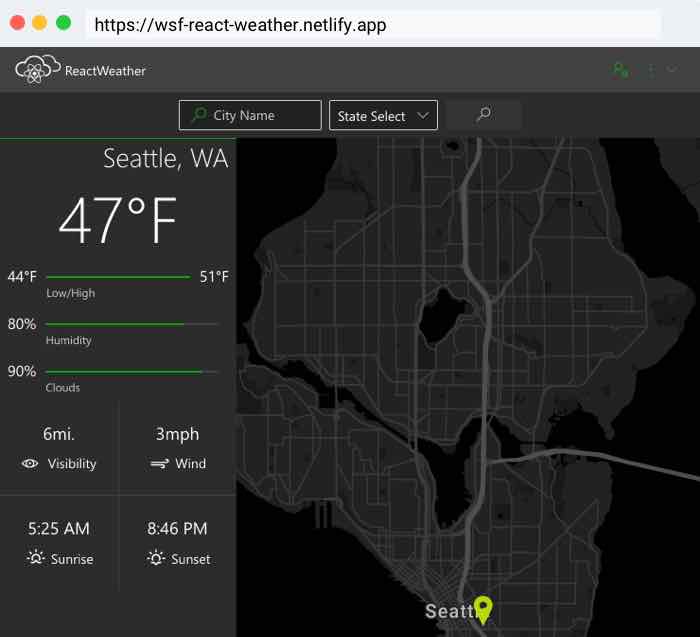 https://wsf-react-weather.netlify.app
ReactWeather
City Name
State Select
Seattle, WA
47°F
44°F
51°F
Low/High
80%
Humidity
90%
Clouds
6mi.
3mph
Visibility
Wind
5:25 AM
8:46 PM
Sunrise
Sunset
Seattl